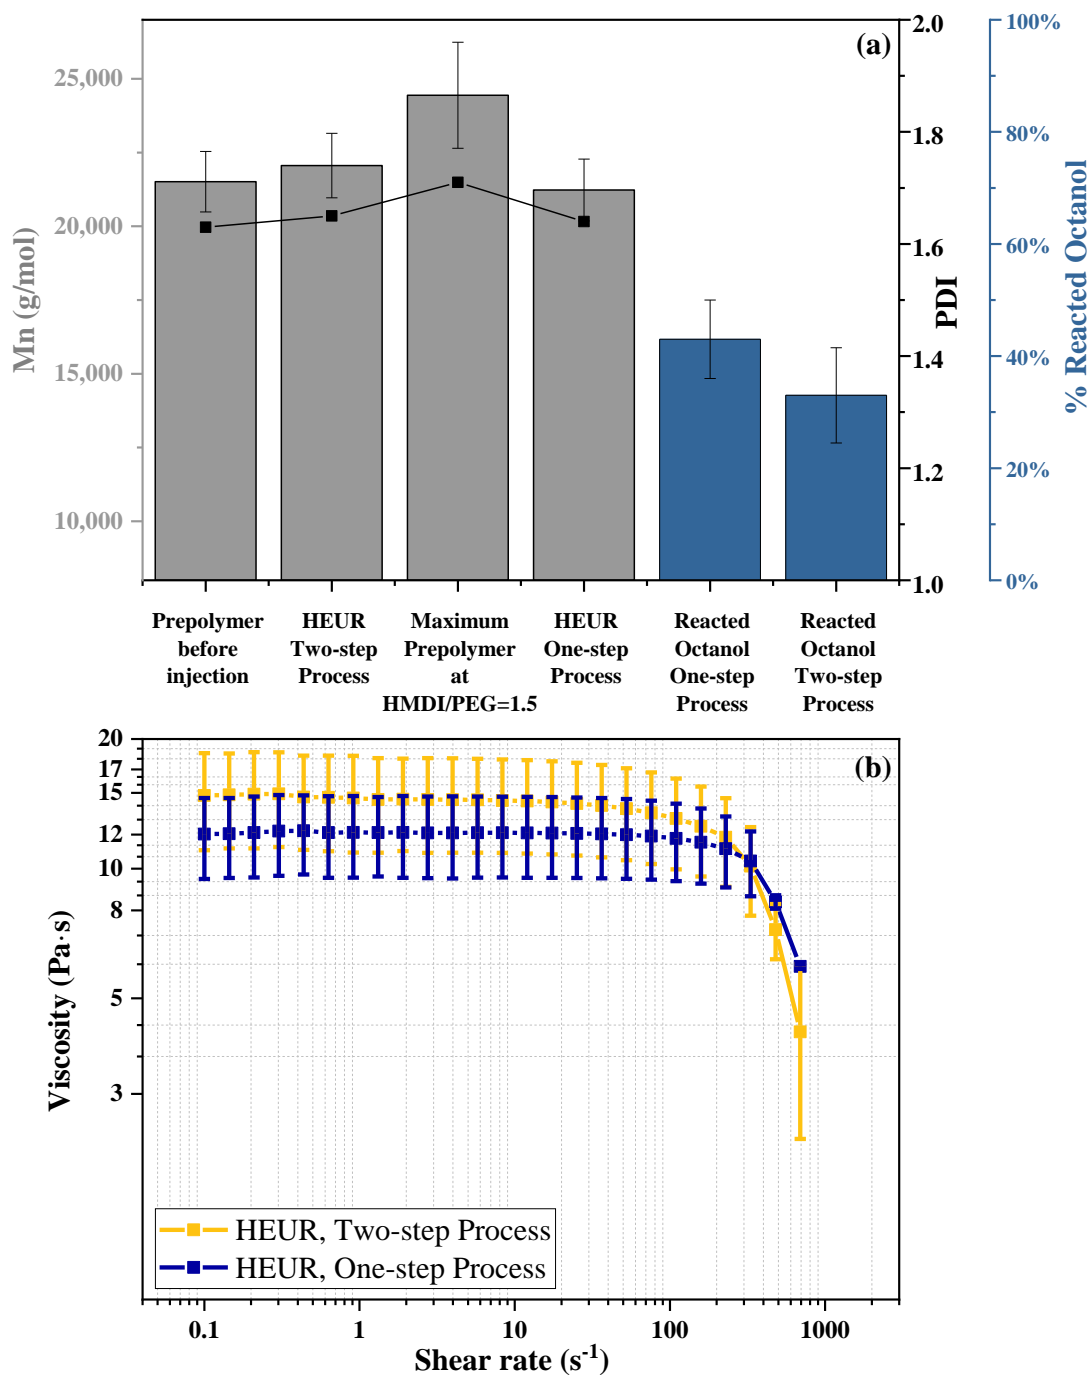 (a)
Mn (g/mol)
25,000
20,000
15,000
10,000
2.0
1.8
1.6
1.4
1.2
1.0
PDI
100%
80%
60%
40%
20%
0%
% Reacted Octanol
Prepolymer
before
injection
HEUR
Two-step
Process
Maximum
Prepolymer
at
HMDI/PEG=1.5
HEUR
One-step
Process
Reacted
Octanol
One-step
Process
Reacted
Octanol
Two-step
Process
(b)
Viscosity (Pa·s)
20
17
15
12
10
8
5
3
HEUR, Two-step Process
HEUR, One-step Process
0.1
1
10
100
1000
Shear rate (s⁻¹)